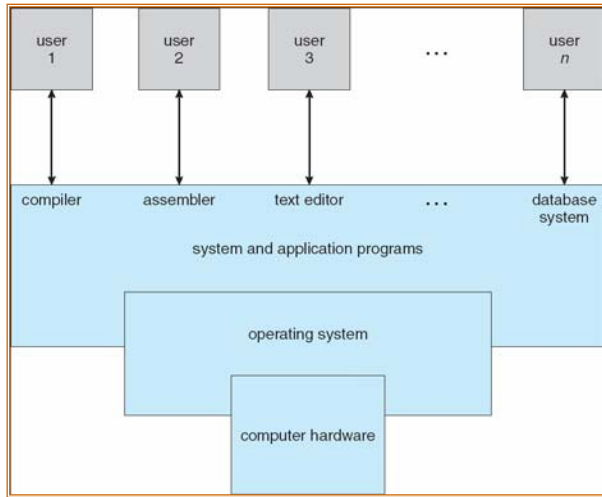 user
1
user
2
user
3
...
user
n
compiler
assembler
text editor
...
database
system
system and application programs
operating system
computer hardware